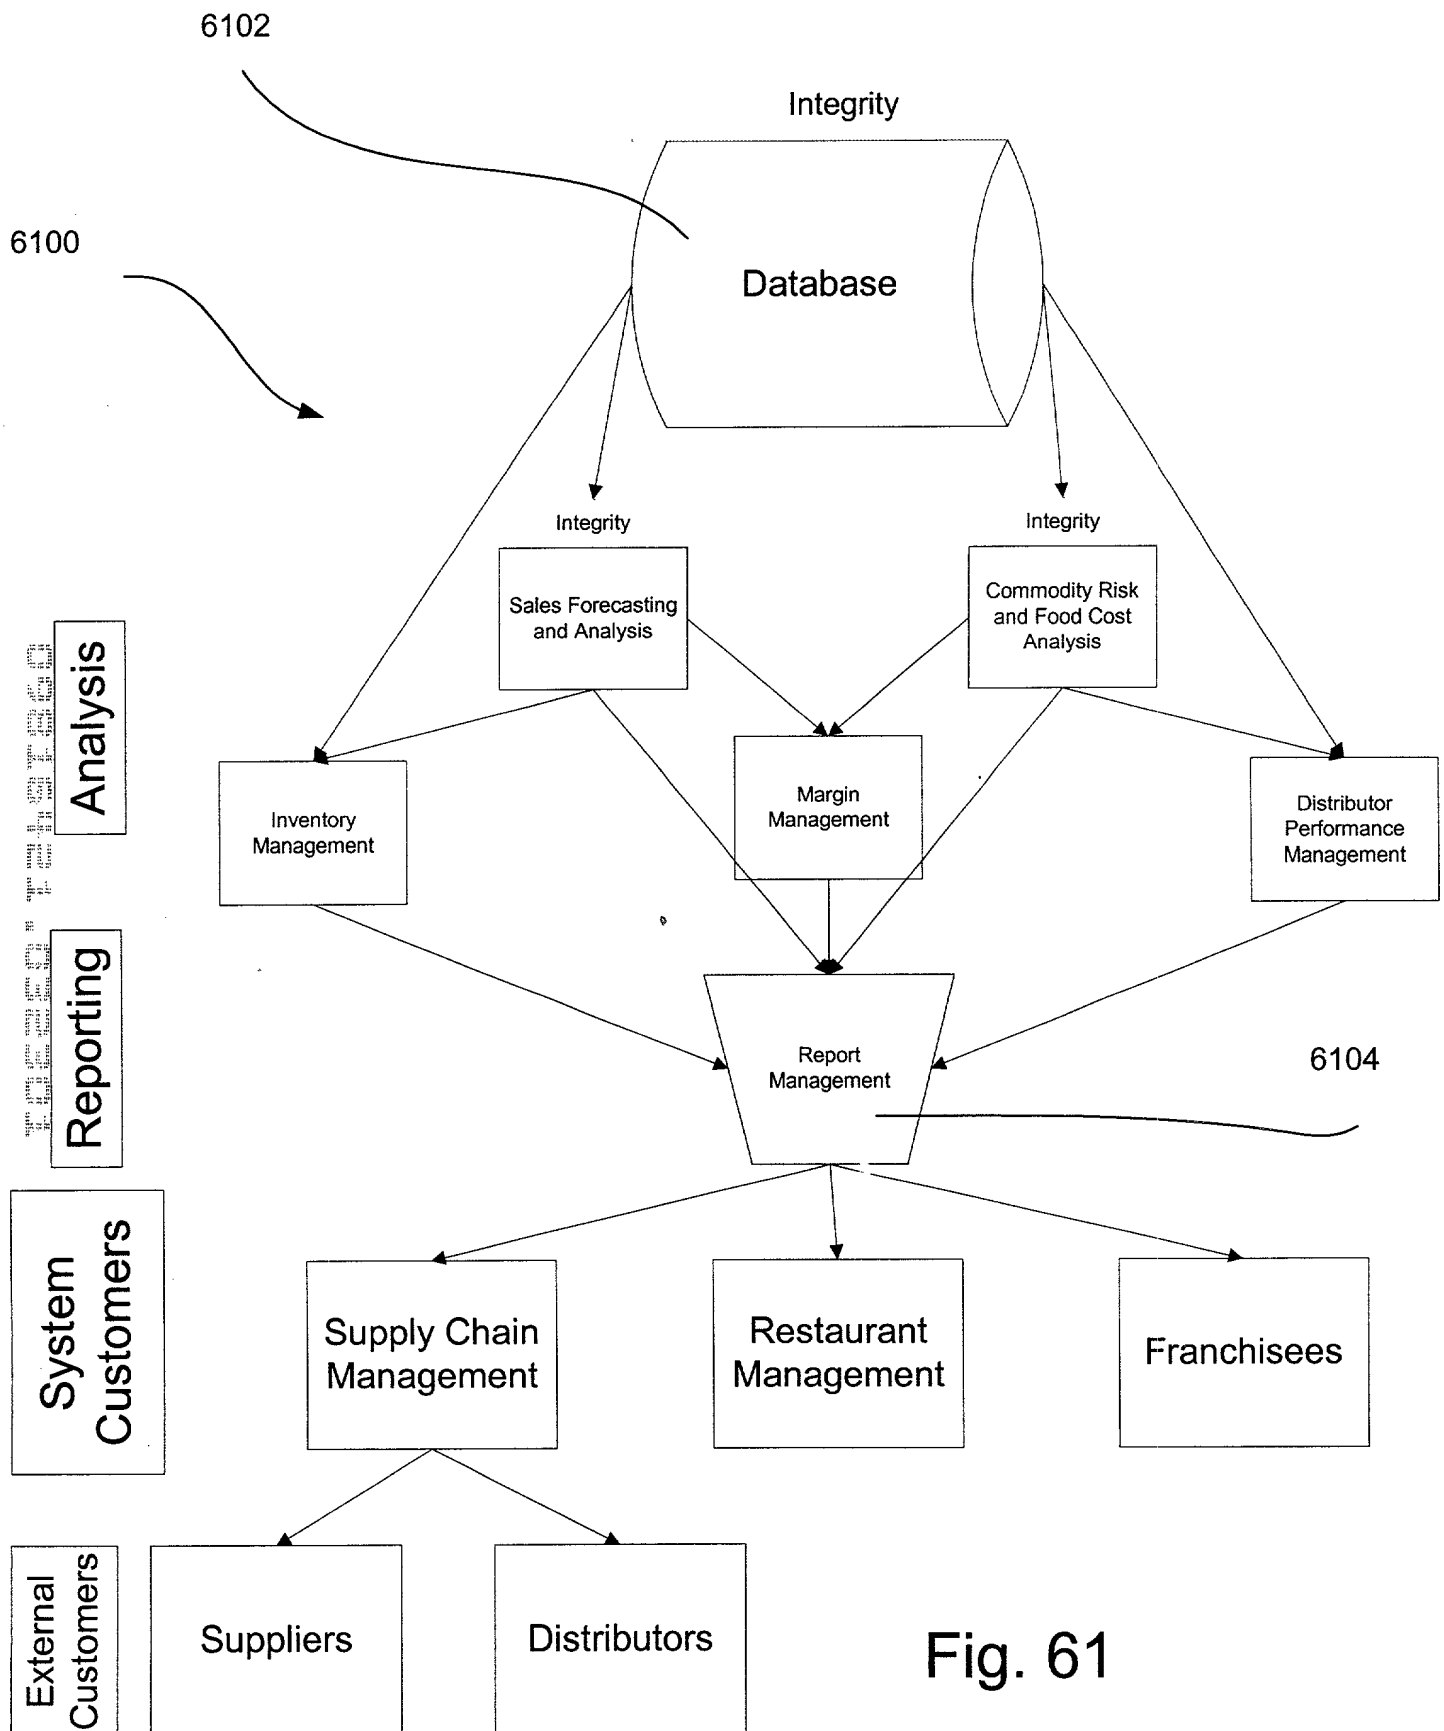 6102
Integrity
6100
Database
Integrity
Integrity
Sales Forecasting
and Analysis
Commodity Risk
and Food Cost
Analysis
Analysis
Inventory
Management
Margin
Management
Distributor
Performance
Management
Reporting
Report
Management
6104
System
Customers
Supply Chain
Management
Restaurant
Management
Franchisees
External
Customers
Suppliers
Distributors
Fig. 61